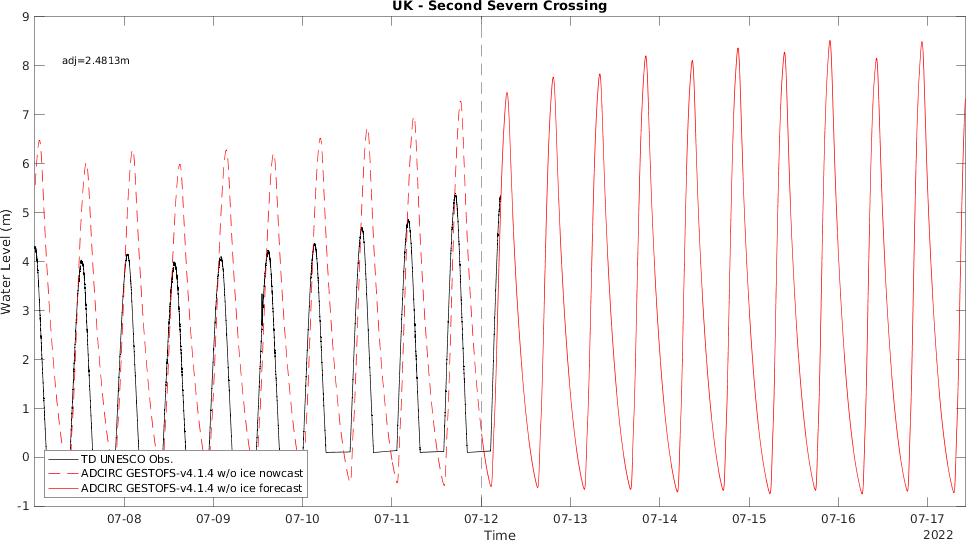 UK - Second Severn Crossing
adj=2.4813m
Water Level (m)
9
8
7
6
5
4
3
2
1
0
-1
TD UNESCO Obs.
ADCIRC GESTOFS-v4.1.4 w/o ice nowcast
ADCIRC GESTOFS-v4.1.4 w/o ice forecast
07-08 07-09 07-10 07-11 07-12 07-13 07-14 07-15 07-16 07-17
Time
2022